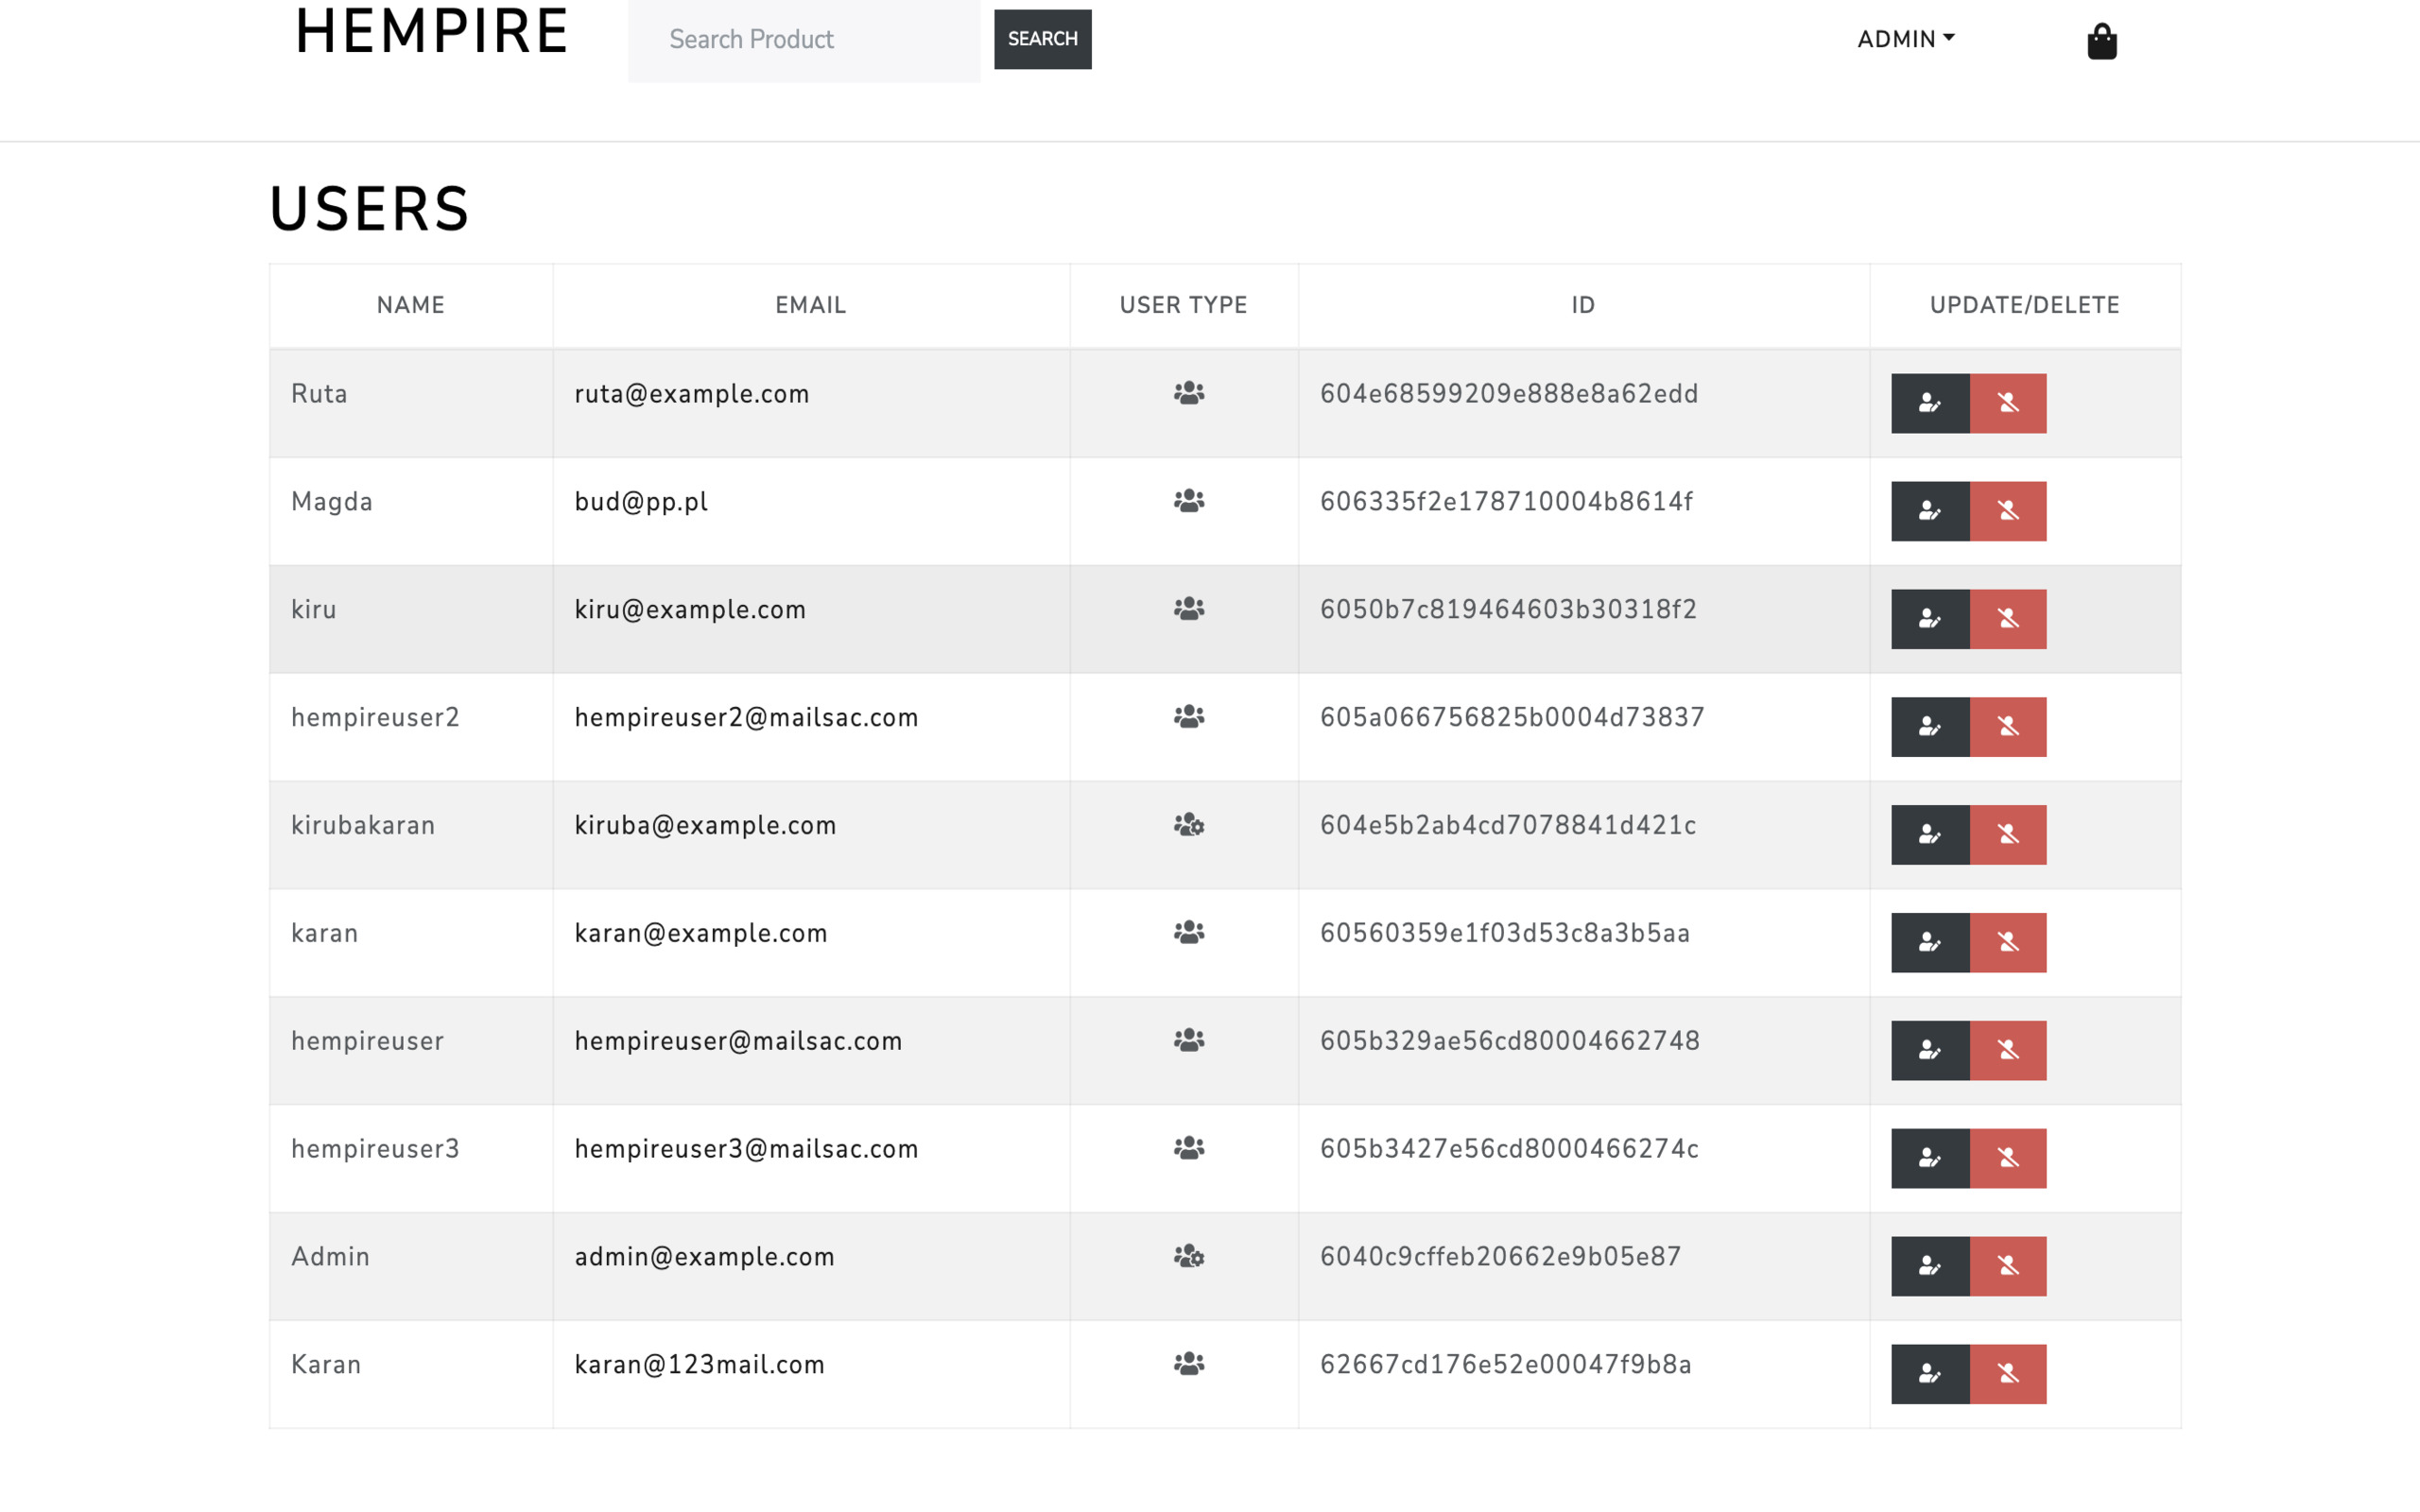 HEMPIRE Search Product SEARCH ADMIN
USERS
NAME EMAIL USER TYPE ID UPDATE/DELETE
Ruta ruta@example.com 604e68599209e888e8a62edd
Magda bud@pp.pl 606335f2e178710004b8614f
kiru kiru@example.com 6050b7c819464603b30318f2
hempireuser2 hempireuser2@mailsac.com 605a066756825b0004d73837
kirubakaran kiruba@example.com 604e5b2ab4cd7078841d421c
karan karan@example.com 60560359e1f03d53c8a3b5aa
hempireuser hempireuser@mailsac.com 605b329ae56cd80004662748
hempireuser3 hempireuser3@mailsac.com 605b3427e56cd8000466274c
Admin admin@example.com 6040c9cffeb20662e9b05e87
Karan karan@123mail.com 62667cd176e52e00047f9b8a